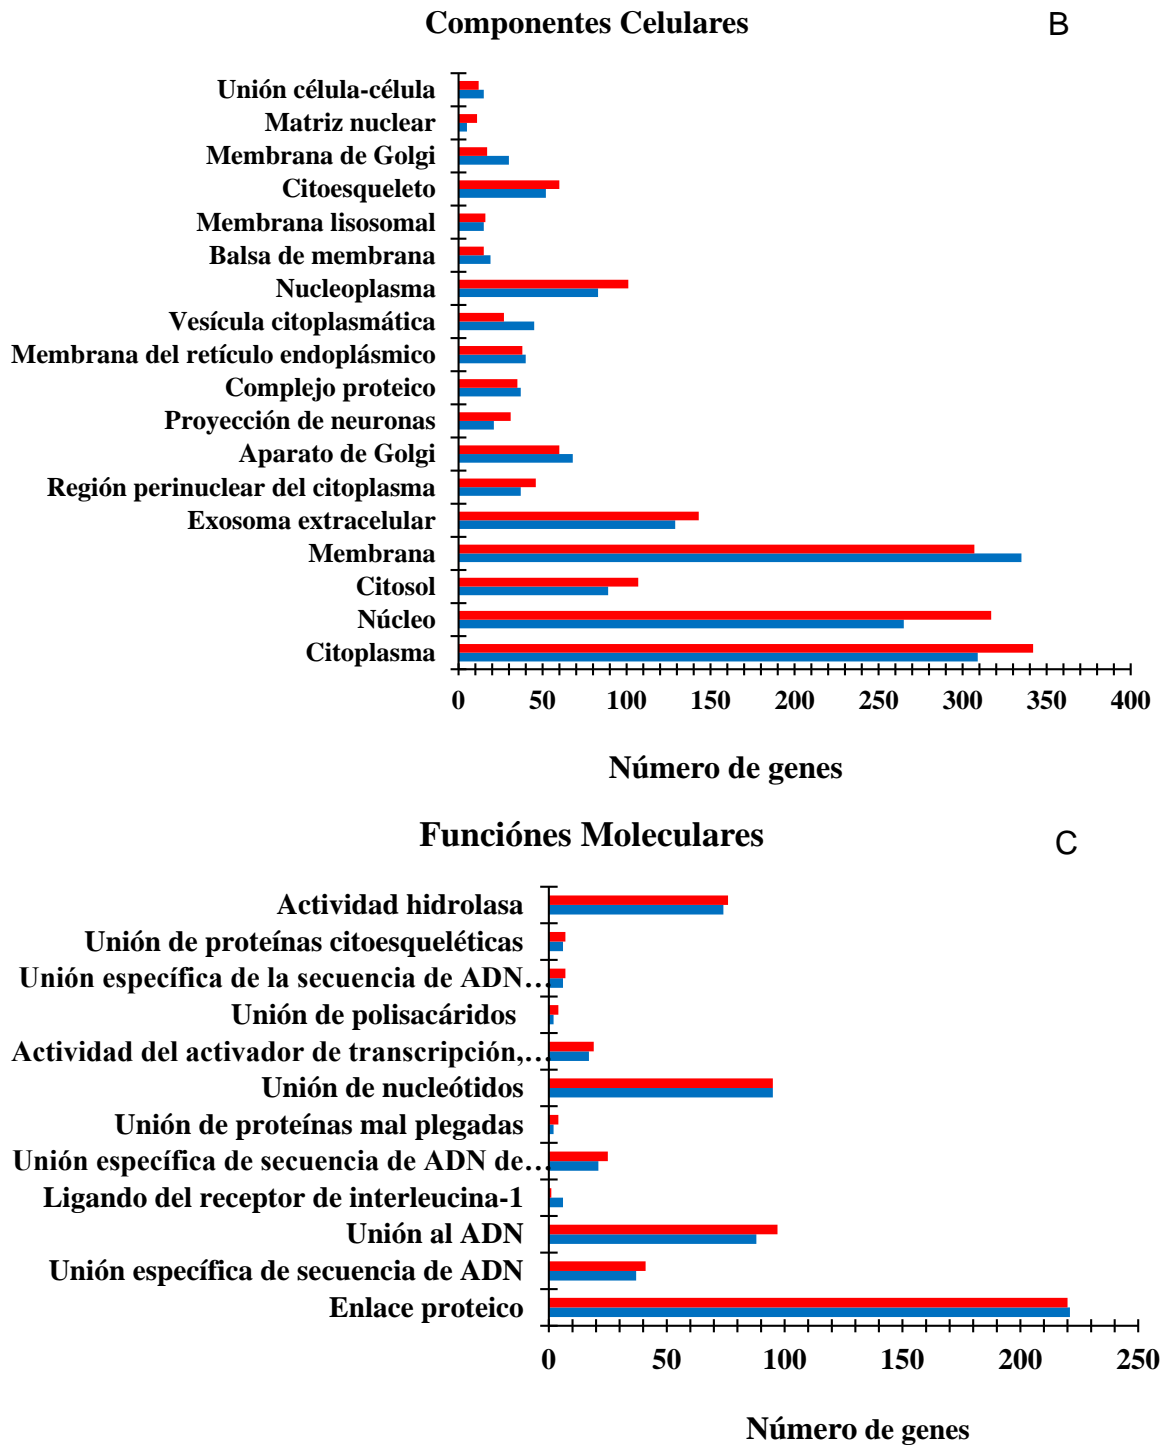 Componentes Celulares
B
Unión célula-célula
Matriz nuclear
Membrana de Golgi
Citoesqueleto
Membrana lisosomal
Balsa de membrana
Nucleoplasma
Vesícula citoplasmática
Membrana del retículo endoplásmico
Complejo proteico
Proyección de neuronas
Aparato de Golgi
Región perinuclear del citoplasma
Exosoma extracelular
Membrana
Citosol
Núcleo
Citoplasma
0 50 100 150 200 250 300 350 400
Número de genes
Funciónes Moleculares
C
Actividad hidrolasa
Unión de proteínas citoesqueléticas
Unión específica de la secuencia de ADN…
Unión de polisacáridos
Actividad del activador de transcripción,…
Unión de nucleótidos
Unión de proteínas mal plegadas
Unión específica de secuencia de ADN de…
Ligando del receptor de interleucina-1
Unión al ADN
Unión específica de secuencia de ADN
Enlace proteico
0 50 100 150 200 250
Número de genes